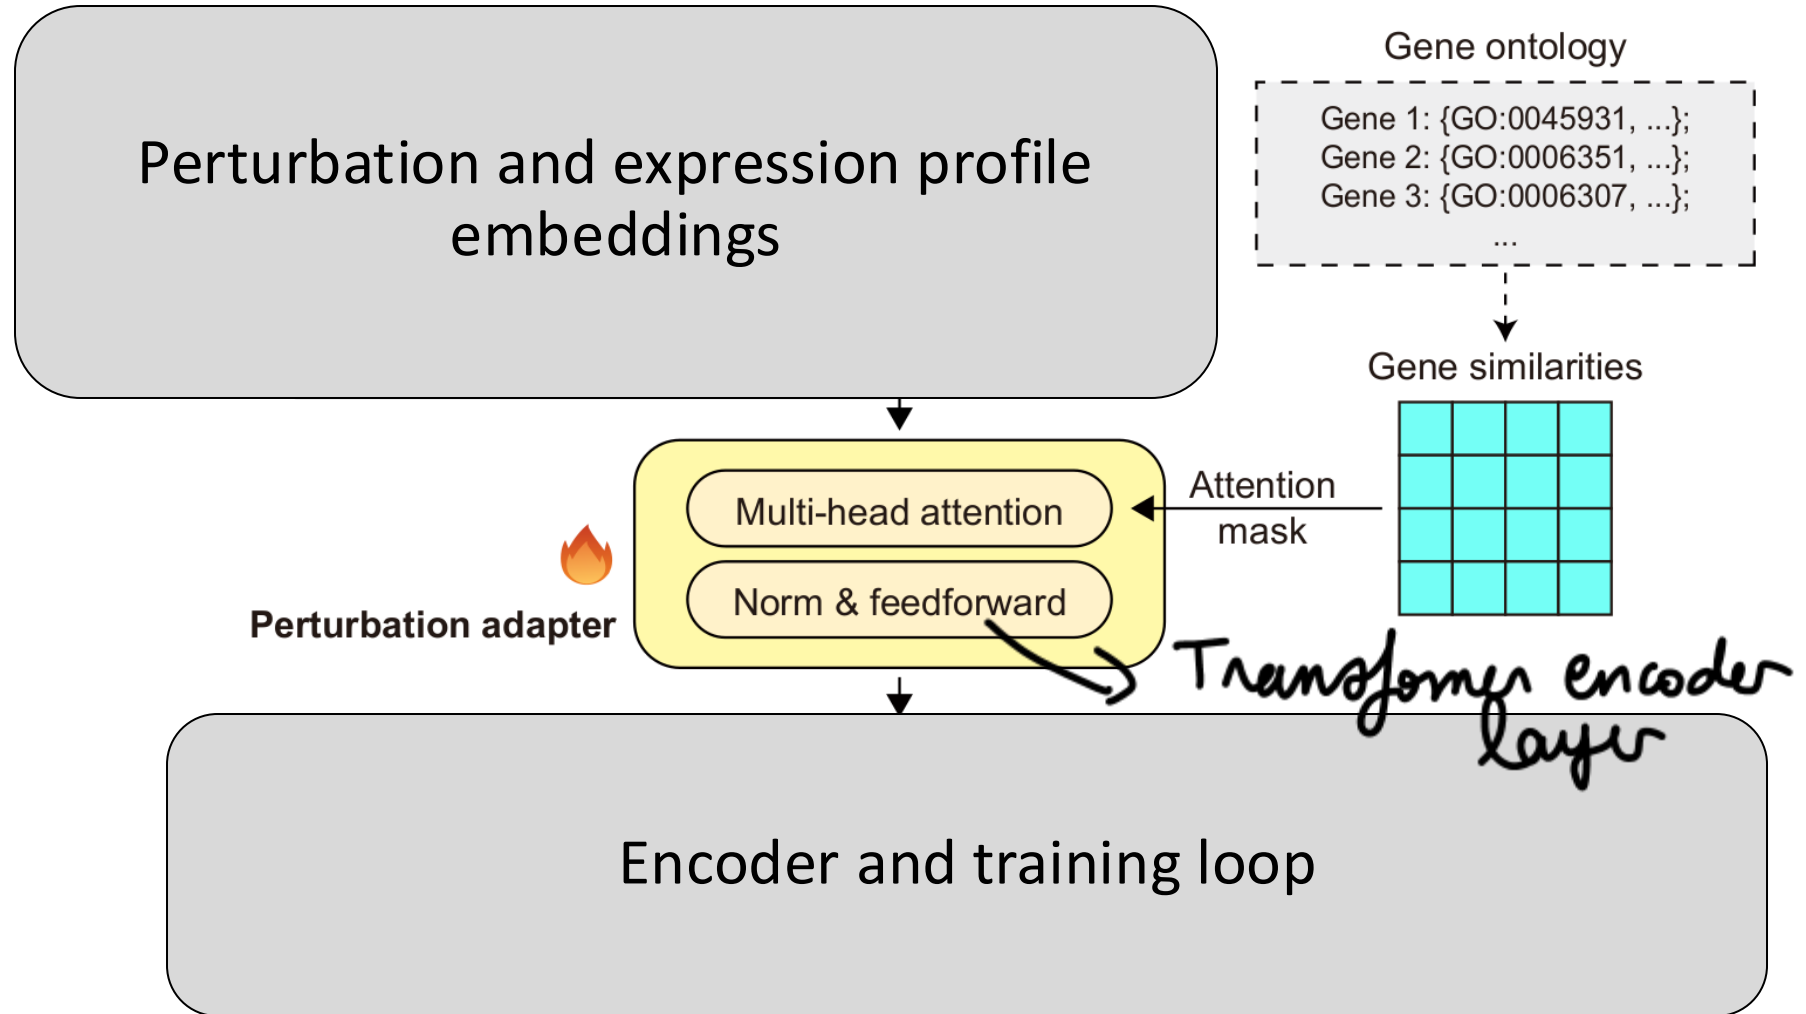 Perturbation and expression profile
embeddings
Gene ontology
Gene 1: {GO:0045931, ...};
Gene 2: {GO:0006351, ...};
Gene 3: {GO:0006307, ...};
...
Gene similarities
Multi-head attention
Attention
mask
Norm & feedforward
Perturbation adapter
Transformer encoder
layer
Encoder and training loop